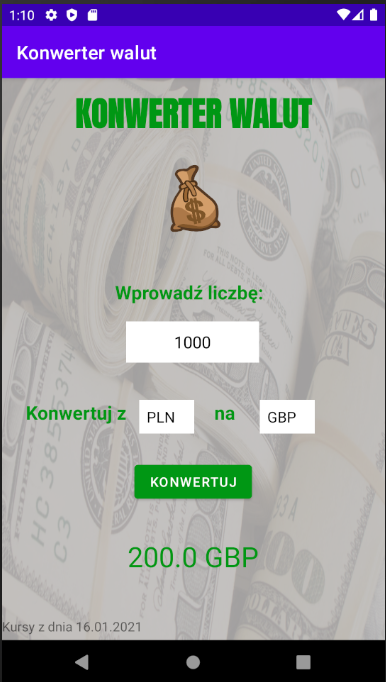 1:10
Konwerter walut
KONWERTER WALUT
$
Wprowadź liczbę:
1000
Konwertuj z PLN na GBP
KONWERTUJ
200.0 GBP
Kursy z dnia 16.01.2021